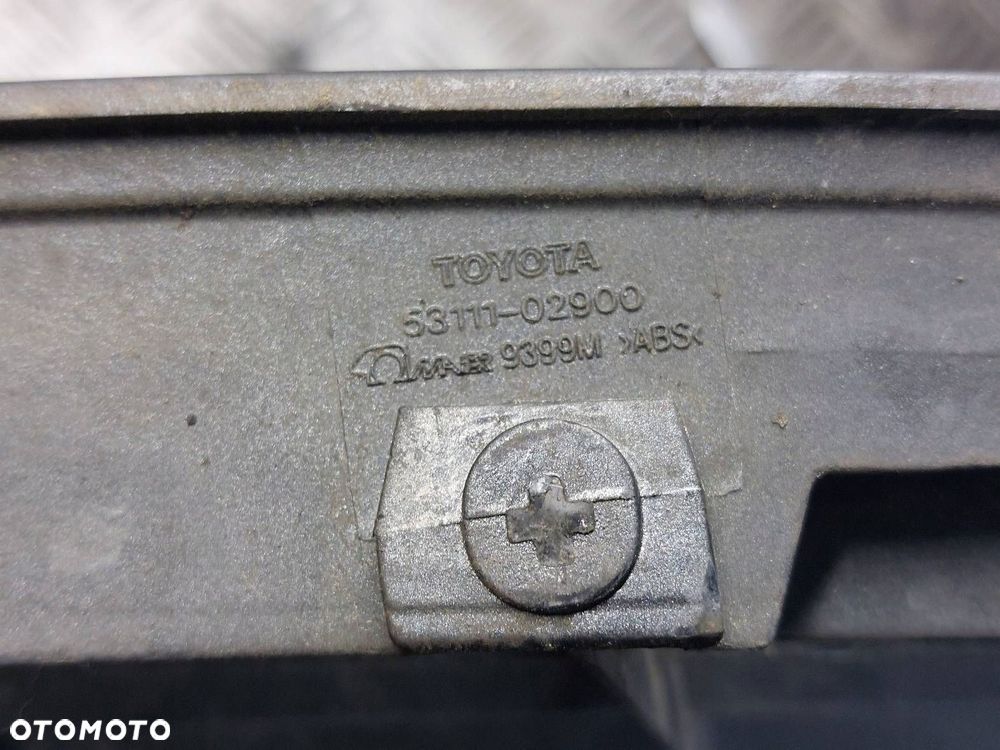 TOYOTA
53111-02900
MAIER 9399M >ABS<
OTOMOTO